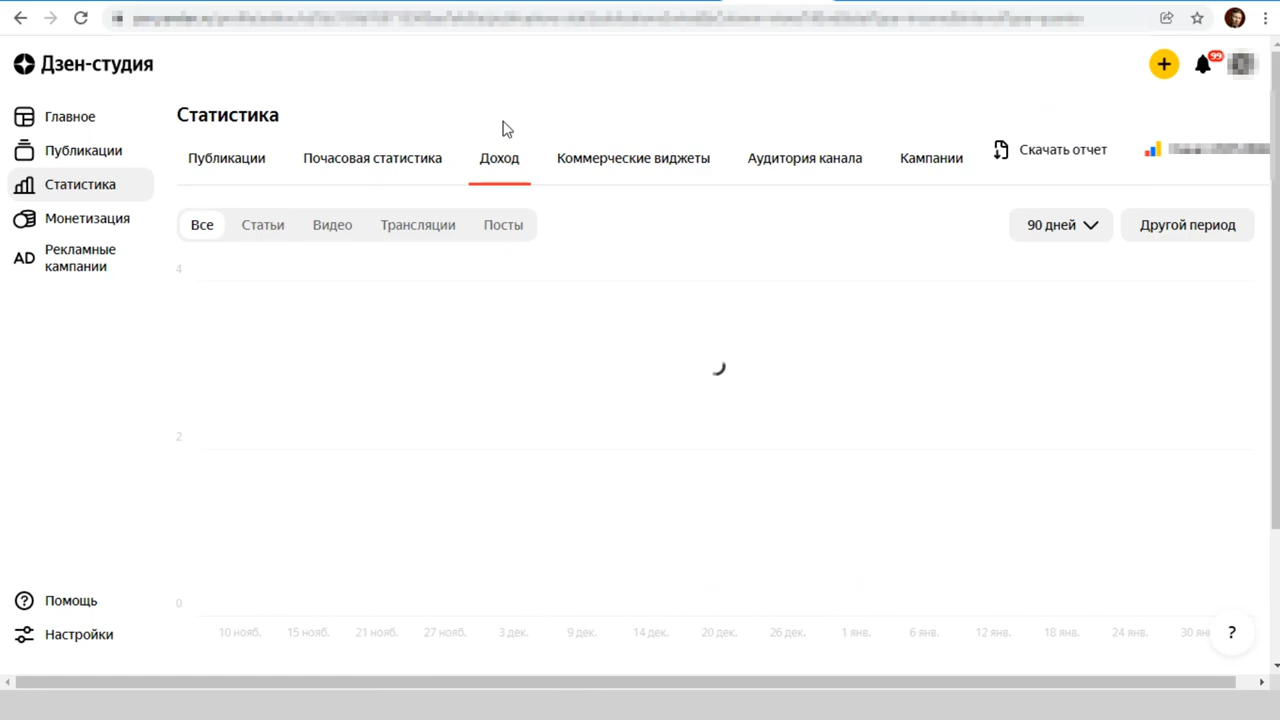 Дзен-студия
99
Главное
Публикации
Статистика
Монетизация
AD Рекламные
кампании
Помощь
Настройки
Статистика
Публикации Почасовая статистика Доход Коммерческие виджеты Аудитория канала Кампании Скачать отчет
Все Статьи Видео Трансляции Посты 90 дней Другой период
4
2
0
10 нояб. 15 нояб. 21 нояб. 27 нояб. 3 дек. 9 дек. 14 дек. 20 дек. 26 дек. 1 янв. 6 янв. 12 янв. 18 янв. 24 янв. 30 ян
?